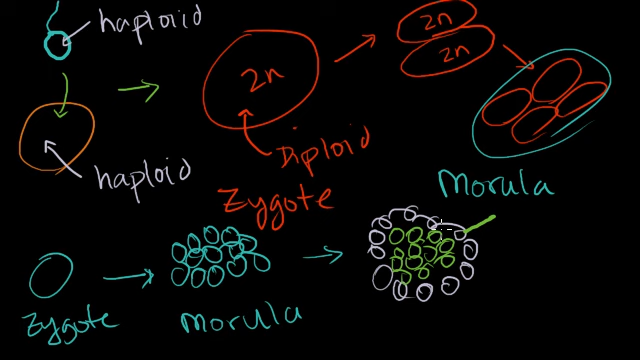 haploid
2n
2n
2n
Diploid
haploid
Zygote
Morula
Zygote
Morula